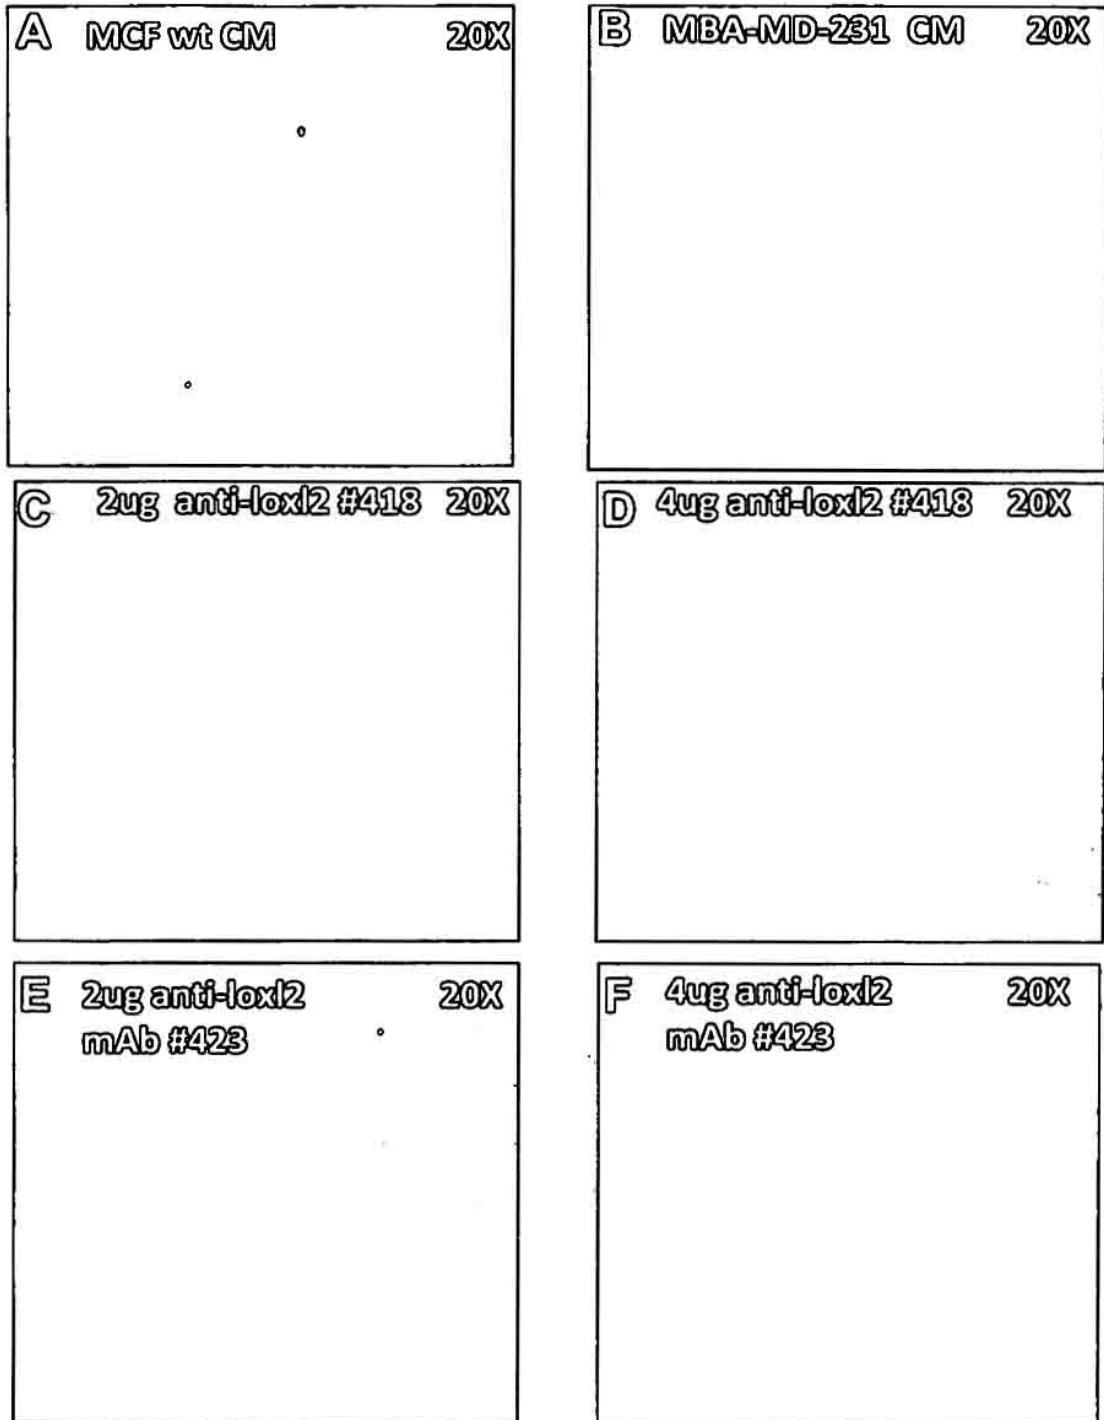 A MCF wt CM 20X
B MBA-MD-231 CM 20X
C 2ug anti-loxl2 #418 20X
D 4ug anti-loxl2 #418 20X
E 2ug anti-loxl2 20X
mAb #423
F 4ug anti-loxl2 20X
mAb #423